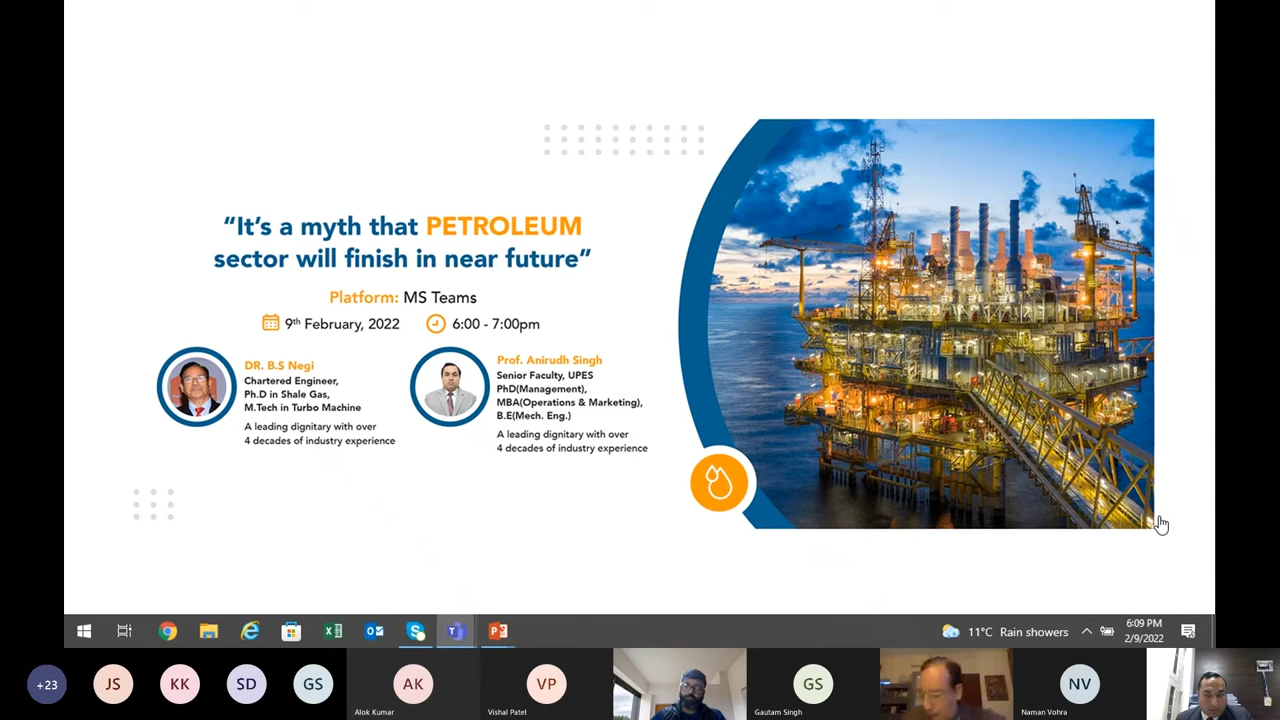 “It’s a myth that PETROLEUM
sector will finish in near future”
Platform: MS Teams
9th February, 2022 6:00 - 7:00pm
DR. B.S Negi
Chartered Engineer,
Ph.D in Shale Gas,
M.Tech in Turbo Machine
A leading dignitary with over
4 decades of industry experience
Prof. Anirudh Singh
Senior Faculty, UPES
PhD(Management),
MBA(Operations & Marketing),
B.E(Mech. Eng.)
A leading dignitary with over
4 decades of industry experience
11°C Rain showers
6:09 PM
2/9/2022
+23
JS
KK
SD
GS
AK
Alok Kumar
VP
Vishal Patel
GS
Gautam Singh
NV
Naman Vohra